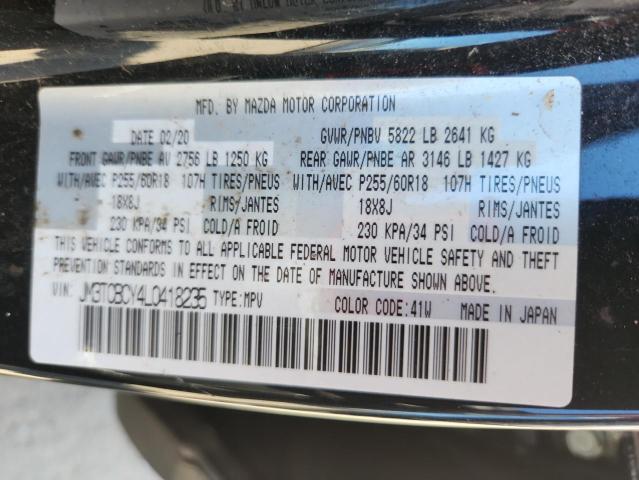 MFD. BY MAZDA MOTOR CORPORATION
DATE 02/20 GVWR/PNBV 5822 LB 2641 KG
FRONT GAWR/PNBE AV 2756 LB 1250 KG REAR GAWR/PNBE AR 3146 LB 1427 KG
WITH/AVEC P255/60R18 107H TIRES/PNEUS WITH/AVEC P255/60R18 107H TIRES/PNEUS
18X8J RIMS/JANTES 18X8J RIMS/JANTES
230 KPA/34 PSI COLD/A FROID 230 KPA/34 PSI COLD/A FROID
THIS VEHICLE CONFORMS TO ALL APPLICABLE FEDERAL MOTOR VEHICLE SAFETY AND THEFT
PREVENTION STANDARDS IN EFFECT ON THE DATE OF MANUFACTURE SHOWN ABOVE.
VIN: JM3TCBCY4L0418235 TYPE:MPV COLOR CODE:41W MADE IN JAPAN